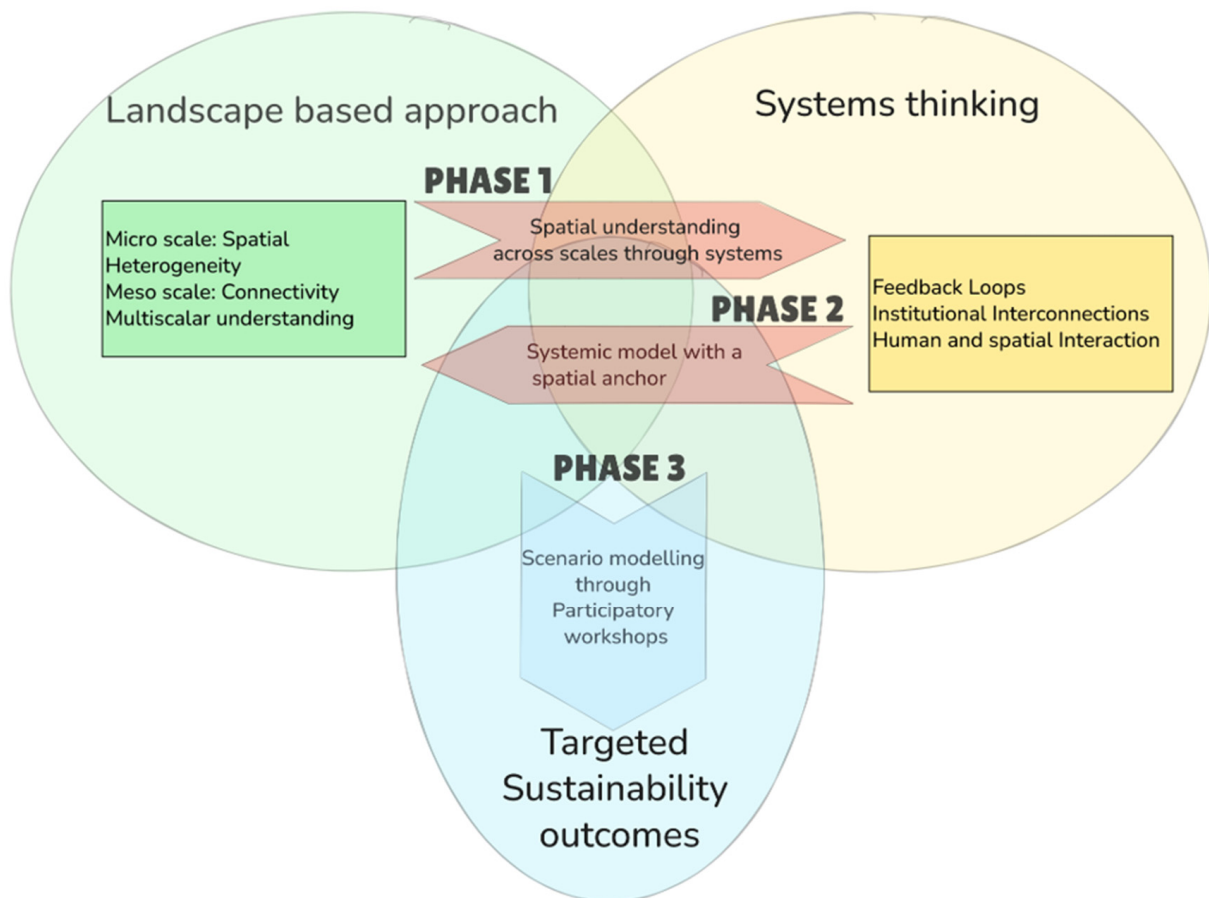 Landscape based approach
Systems thinking
PHASE 1
Micro scale: Spatial
Heterogeneity
Meso scale: Connectivity
Multiscalar understanding
Spatial understanding
across scales through systems
Feedback Loops
Institutional Interconnections
Human and spatial Interaction
PHASE 2
Systemic model with a
spatial anchor
PHASE 3
Scenario modelling
through
Participatory
workshops
Targeted
Sustainability
outcomes